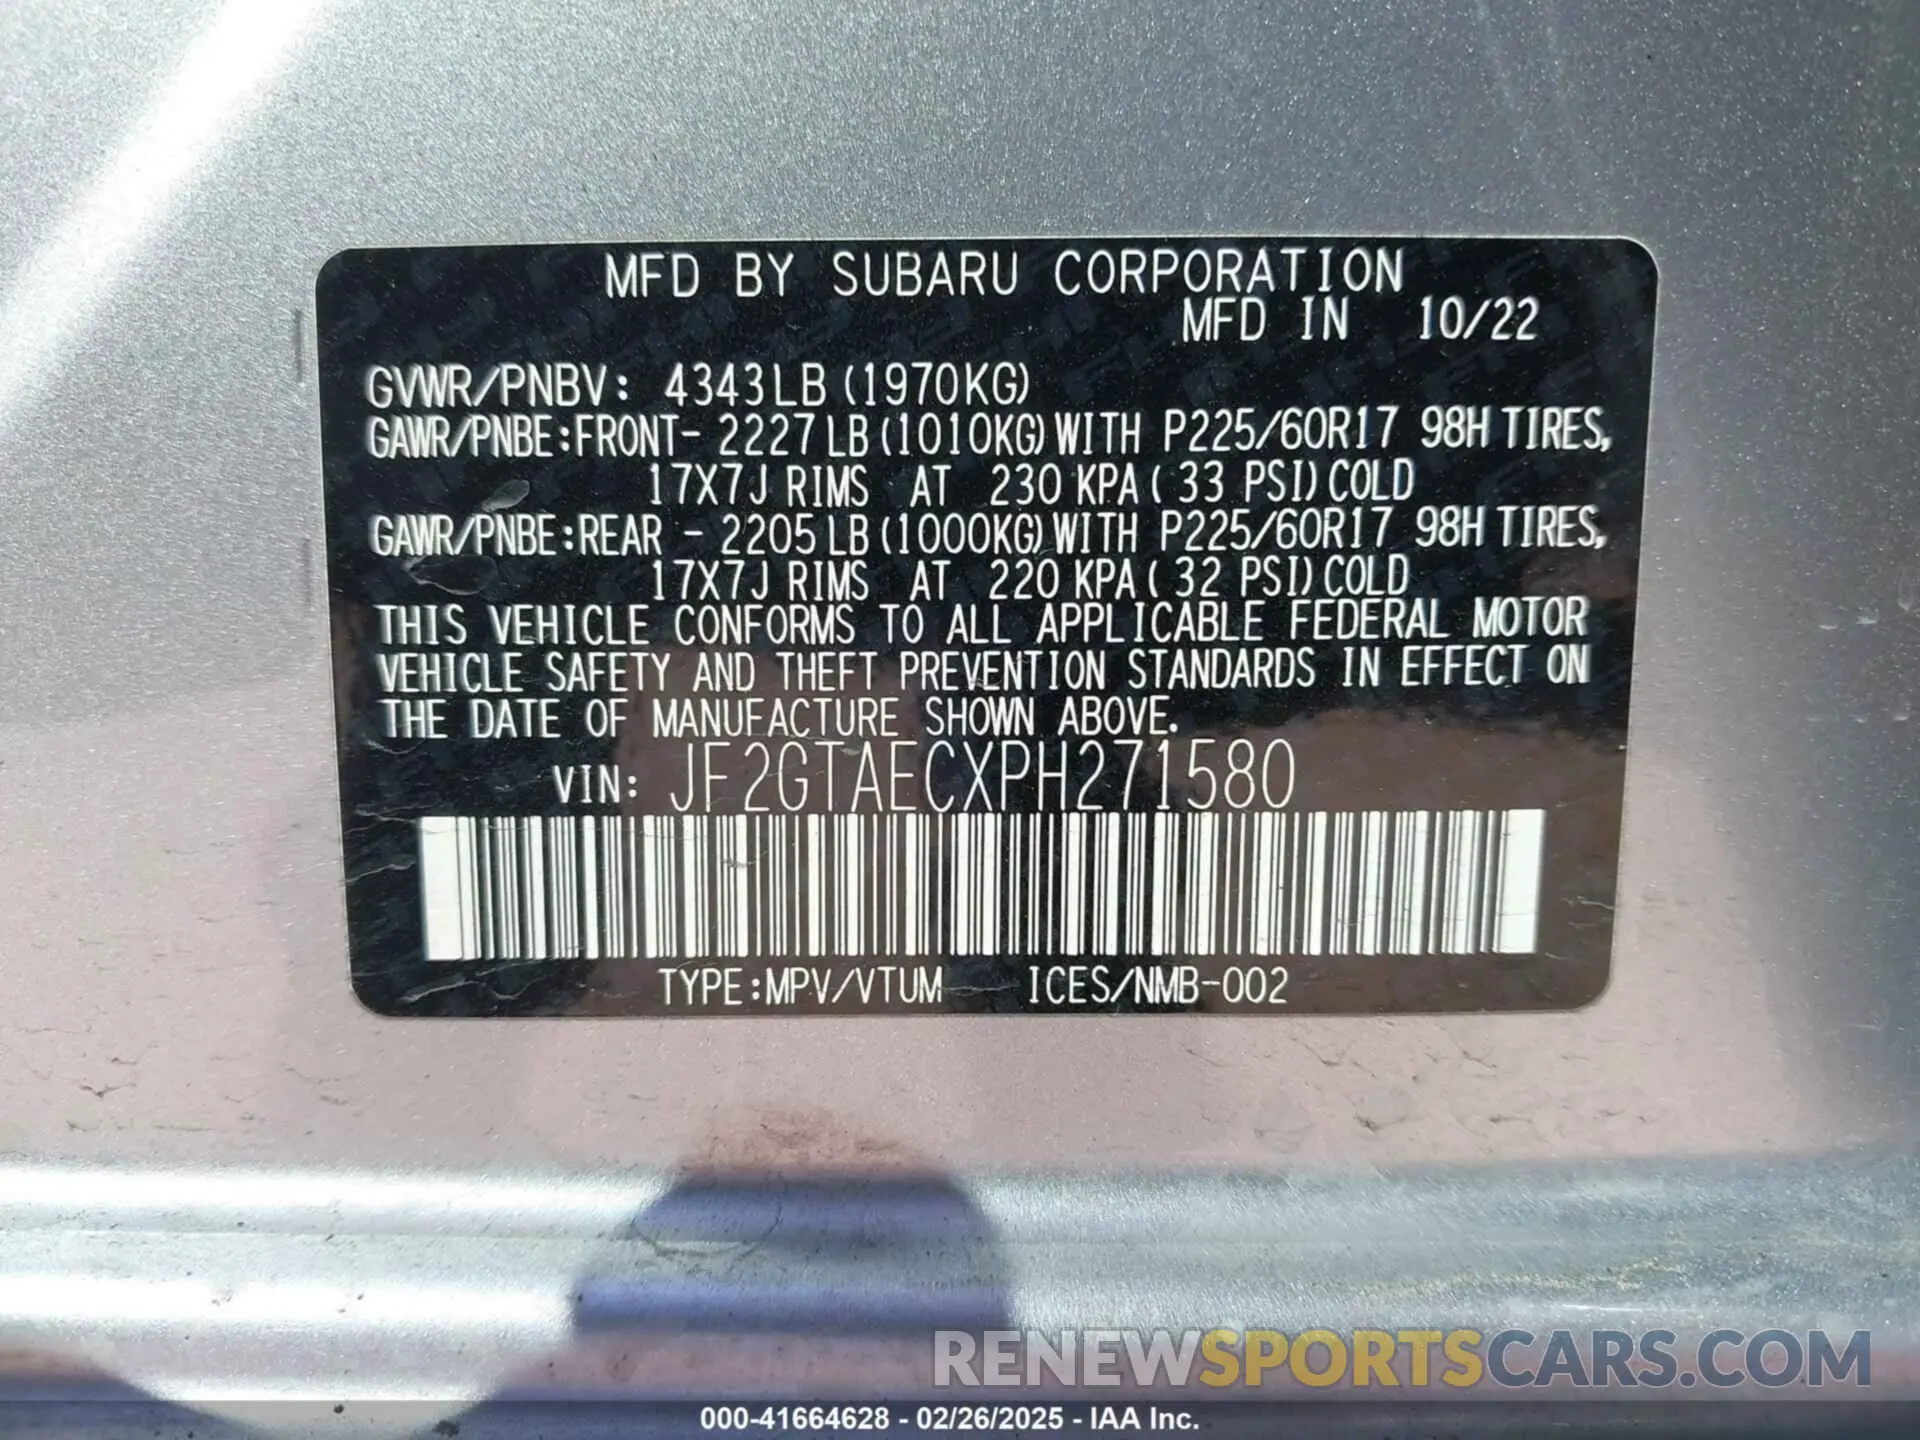 MFD BY SUBARU CORPORATION
MFD IN 10/22
GVWR/PNBV: 4343LB (1970KG)
GAWR/PNBE:FRONT- 2227LB (1010KG) WITH P225/60R17 98H TIRES,
17X7J RIMS AT 230 KPA ( 33 PSI) COLD
GAWR/PNBE:REAR - 2205LB (1000KG) WITH P225/60R17 98H TIRES,
17X7J RIMS AT 220 KPA ( 32 PSI) COLD
THIS VEHICLE CONFORMS TO ALL APPLICABLE FEDERAL MOTOR
VEHICLE SAFETY AND THEFT PREVENTION STANDARDS IN EFFECT ON
THE DATE OF MANUFACTURE SHOWN ABOVE.
VIN: JF2GTAECXPH271580
TYPE:MPV/VTUM ICES/NMB-002
RENEWSPORTSCARS.COM
000-41664628 - 02/26/2025 - IAA Inc.